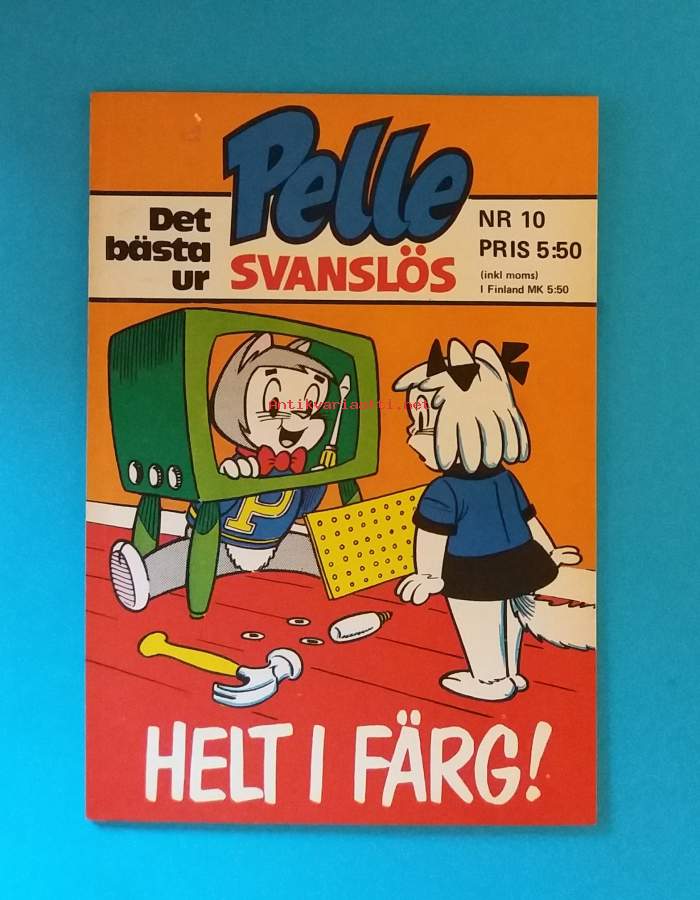 Det
bästa
ur
Pelle
SVANSLÖS
NR 10
PRIS 5:50
(inkl moms)
I Finland MK 5:50
Antikvariaatti.net
P
HELT I FÄRG!